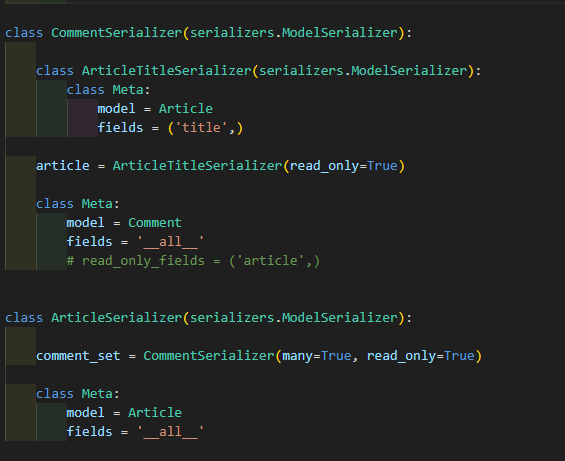 class CommentSerializer(serializers.ModelSerializer):
    class ArticleTitleSerializer(serializers.ModelSerializer):
        class Meta:
            model = Article
            fields = ('title',)
    article = ArticleTitleSerializer(read_only=True)
    class Meta:
        model = Comment
        fields = '__all__'
        # read_only_fields = ('article',)
class ArticleSerializer(serializers.ModelSerializer):
    comment_set = CommentSerializer(many=True, read_only=True)
    class Meta:
        model = Article
        fields = '__all__'